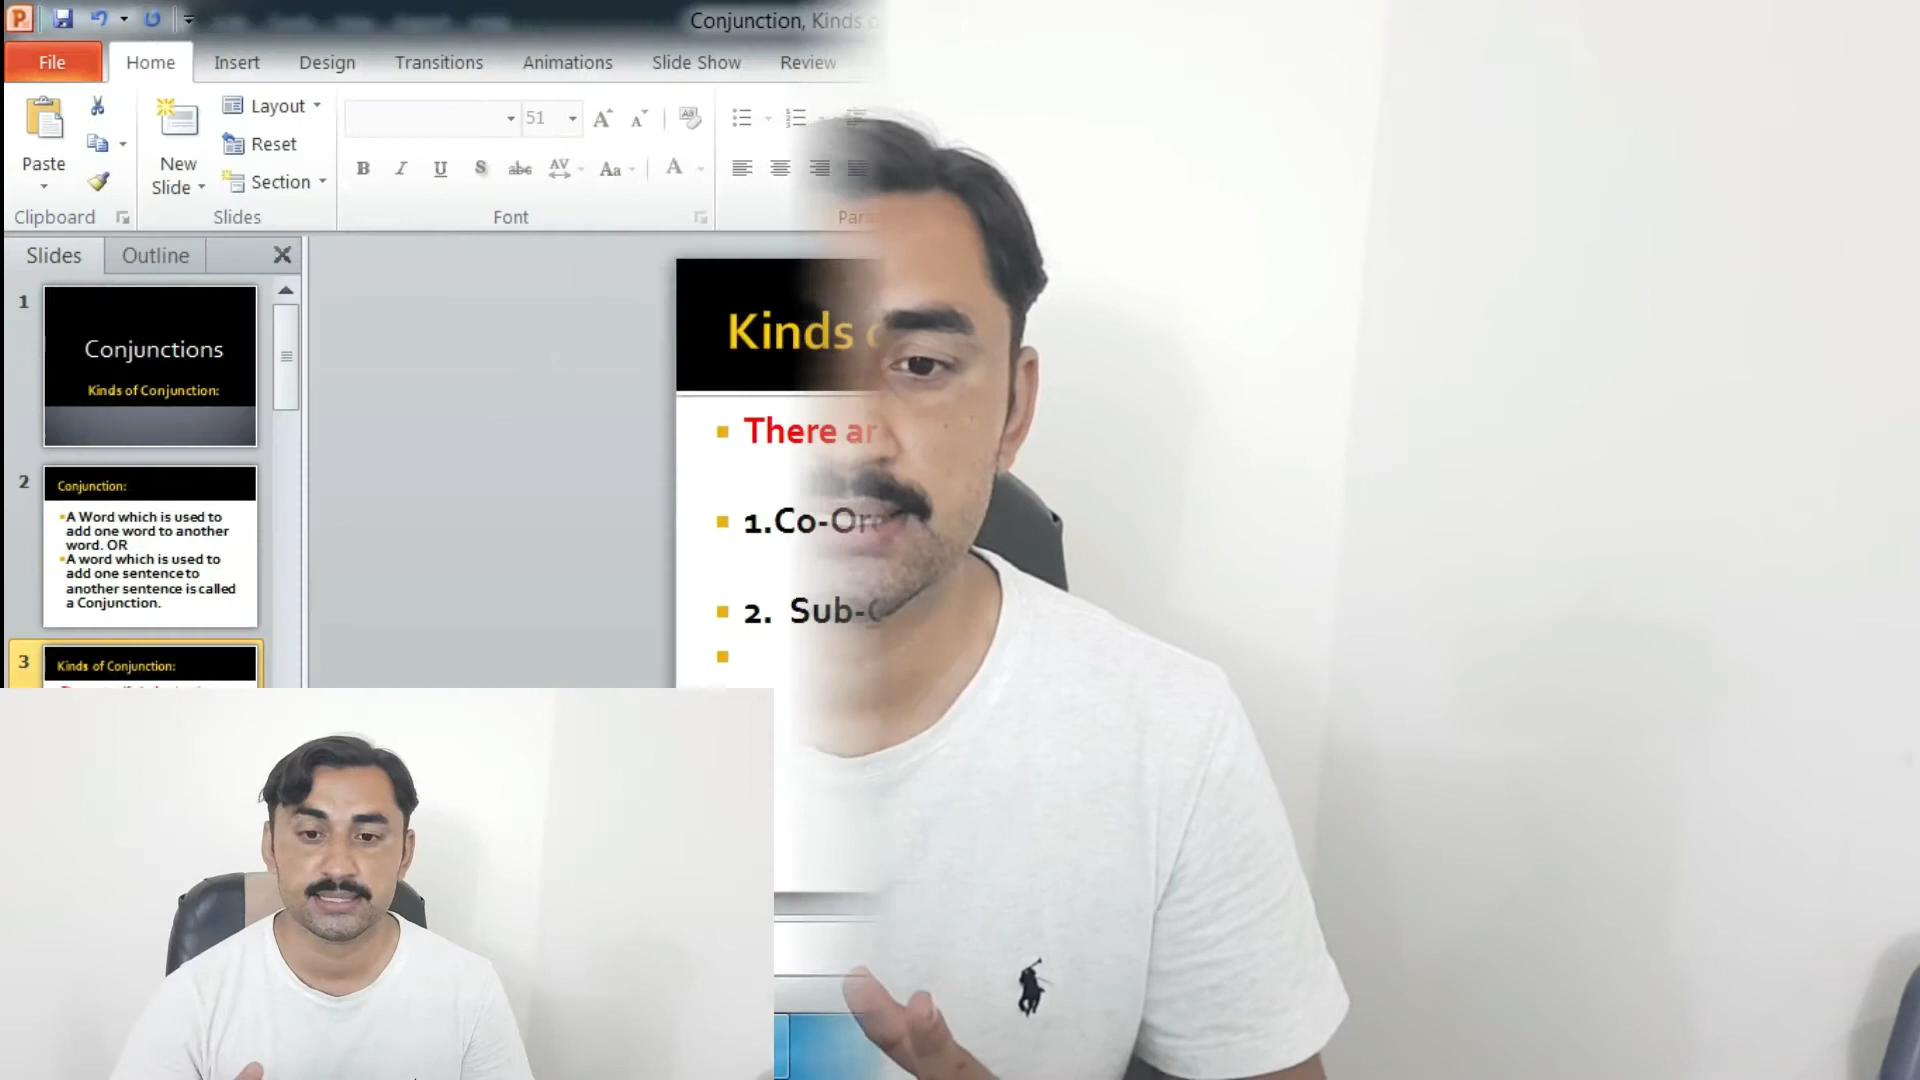 Conjunction, Kinds
File Home Insert Design Transitions Animations Slide Show Review
Paste
New
Slide
Layout
Reset
Section
51
B I U S abc AV Aa A
Clipboard Slides Font
Slides Outline
1
Conjunctions
Kinds of Conjunction:
2
Conjunction:
A Word which is used to
add one word to another
word. OR
A word which is used to
add one sentence to
another sentence is called
a Conjunction.
3
Kinds of Conjunction:
Kinds
There ar
1.Co-Or
2. Sub-